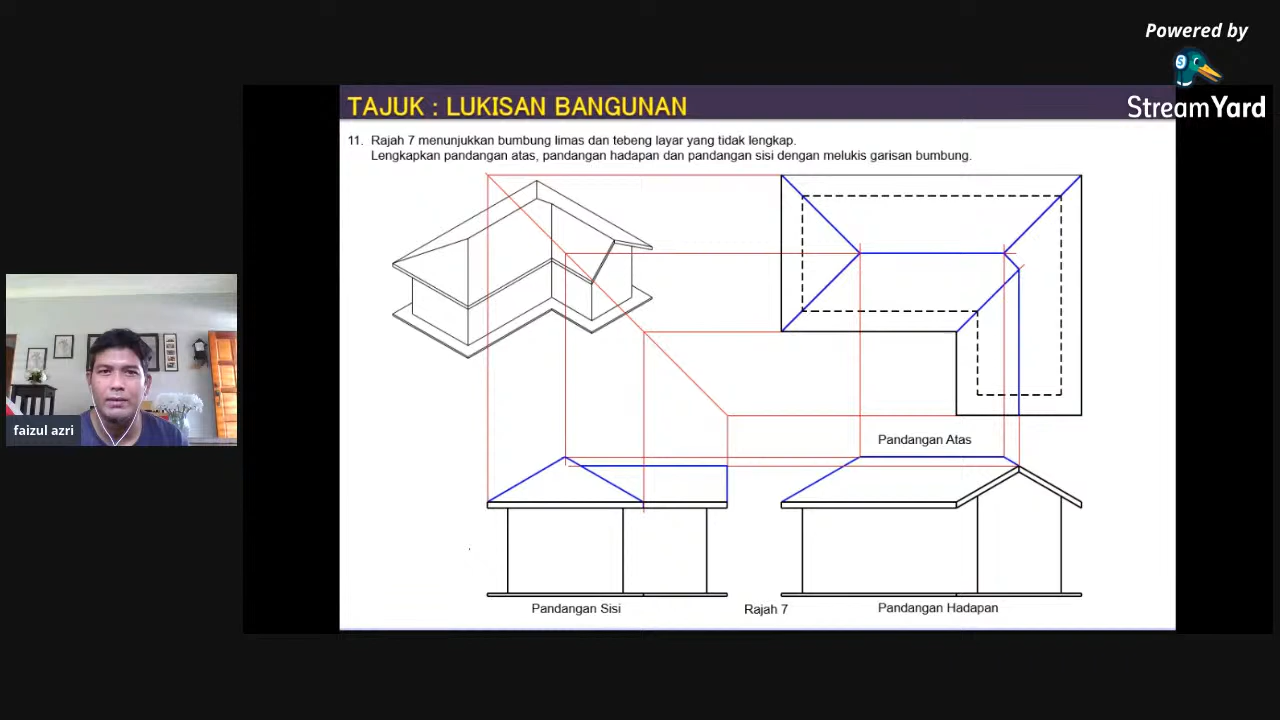 Powered by
StreamYard
TAJUK : LUKISAN BANGUNAN
11. Rajah 7 menunjukkan bumbung limas dan tebeng layar yang tidak lengkap.
Lengkapkan pandangan atas, pandangan hadapan dan pandangan sisi dengan melukis garisan bumbung.
faizul azri
Pandangan Atas
Pandangan Sisi
Rajah 7
Pandangan Hadapan